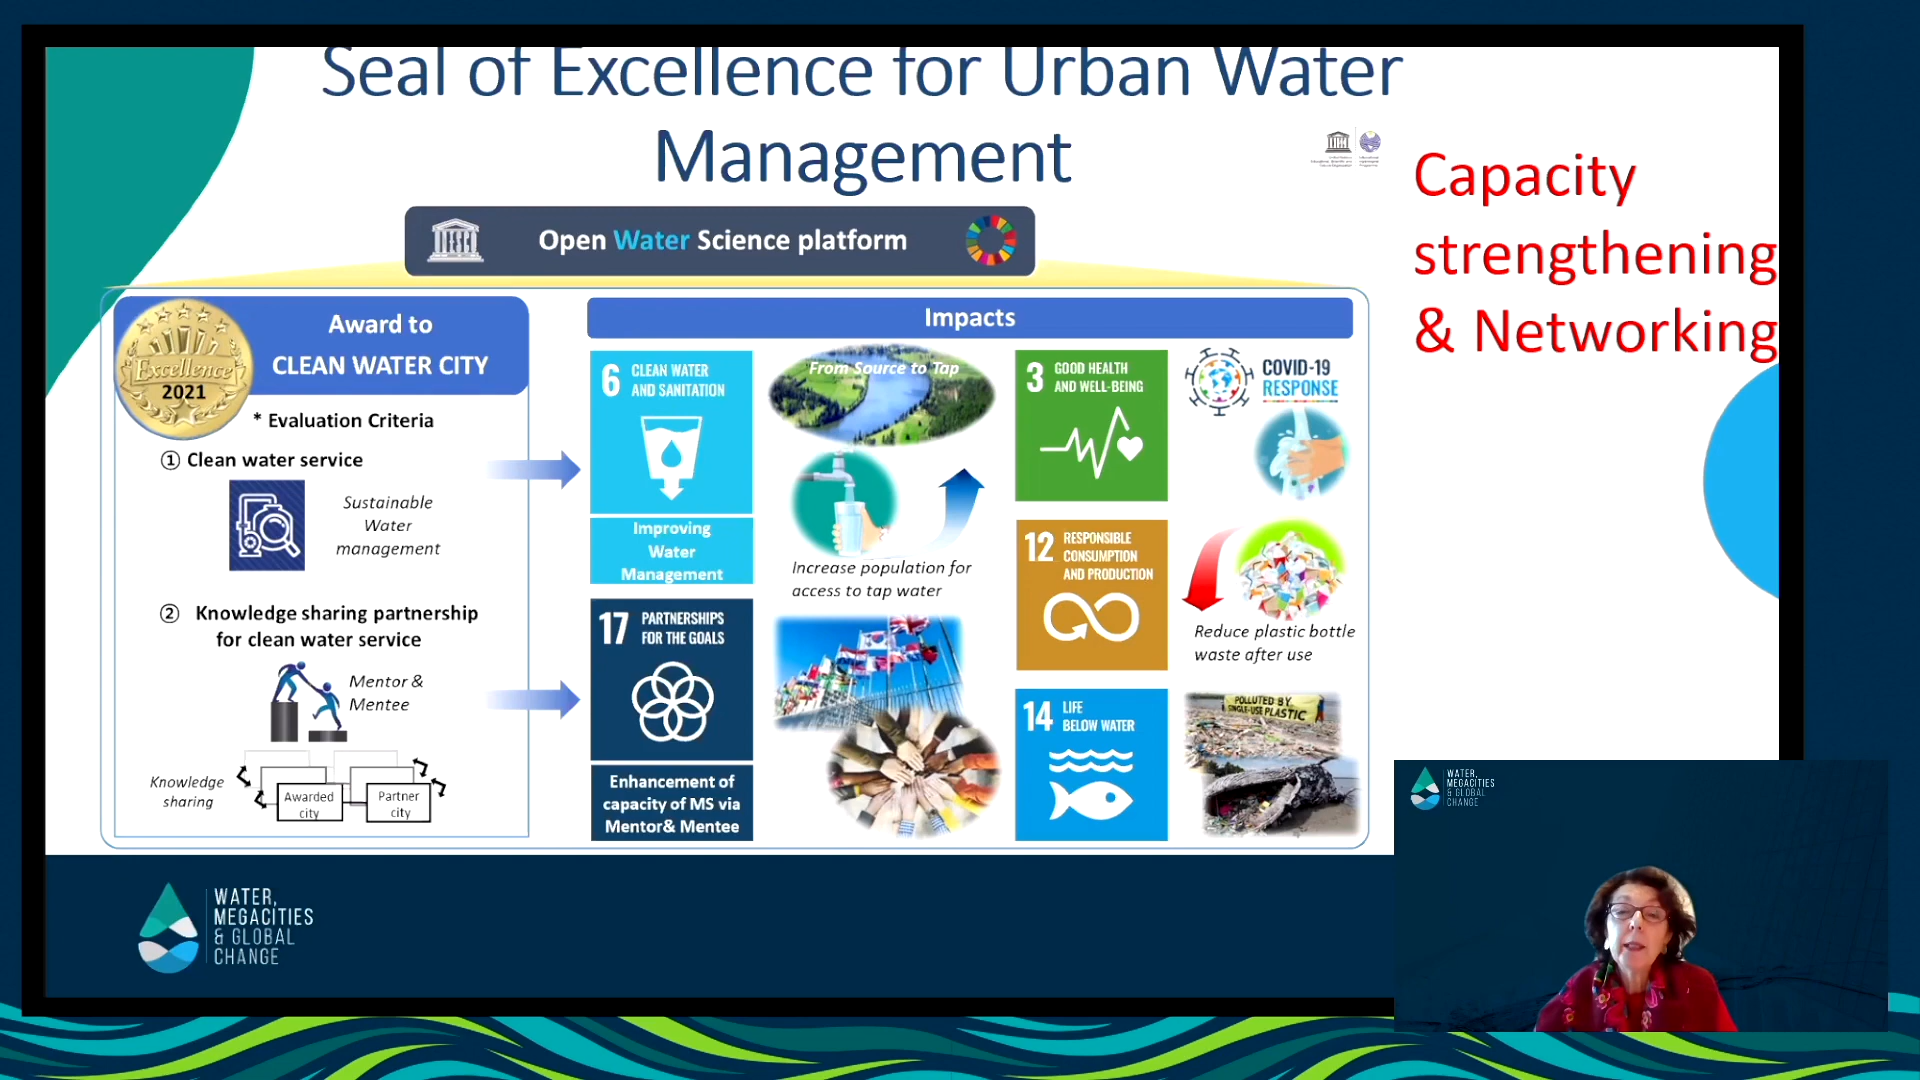 Seal of Excellence for Urban Water
Management
Capacity
strengthening
& Networking
UNESCO
Open Water Science platform
Excellence
2021
Award to
CLEAN WATER CITY
* Evaluation Criteria
① Clean water service
Sustainable
Water
management
② Knowledge sharing partnership
for clean water service
Mentor &
Mentee
Knowledge
sharing
Awarded
city
Partner
city
Impacts
6 CLEAN WATER
AND SANITATION
Improving
Water
Management
From Source to Tap
Increase population for
access to tap water
17 PARTNERSHIPS
FOR THE GOALS
Enhancement of
capacity of MS via
Mentor& Mentee
3 GOOD HEALTH
AND WELL-BEING
COVID-19
RESPONSE
12 RESPONSIBLE
CONSUMPTION
AND PRODUCTION
Reduce plastic bottle
waste after use
14 LIFE
BELOW WATER
POLLUTED BY
SINGLE-USE PLASTIC
WATER,
MEGACITIES
& GLOBAL
CHANGE
WATER,
MEGACITIES
& GLOBAL
CHANGE